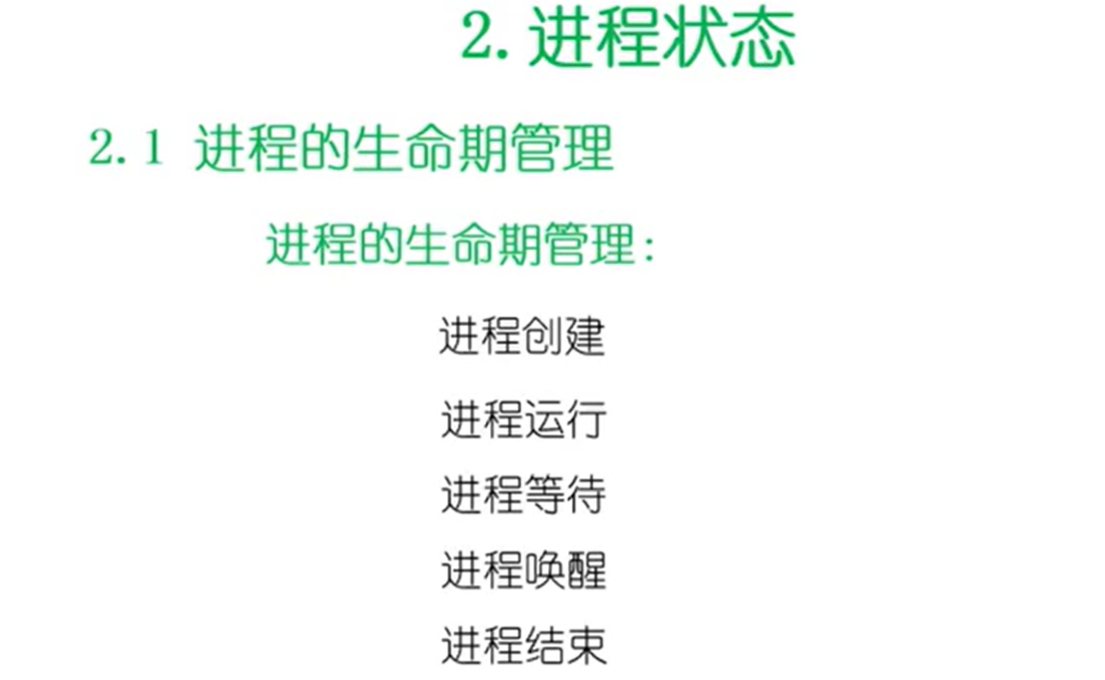 2.进程状态
2.1 进程的生命期管理
进程的生命期管理:
进程创建
进程运行
进程等待
进程唤醒
进程结束